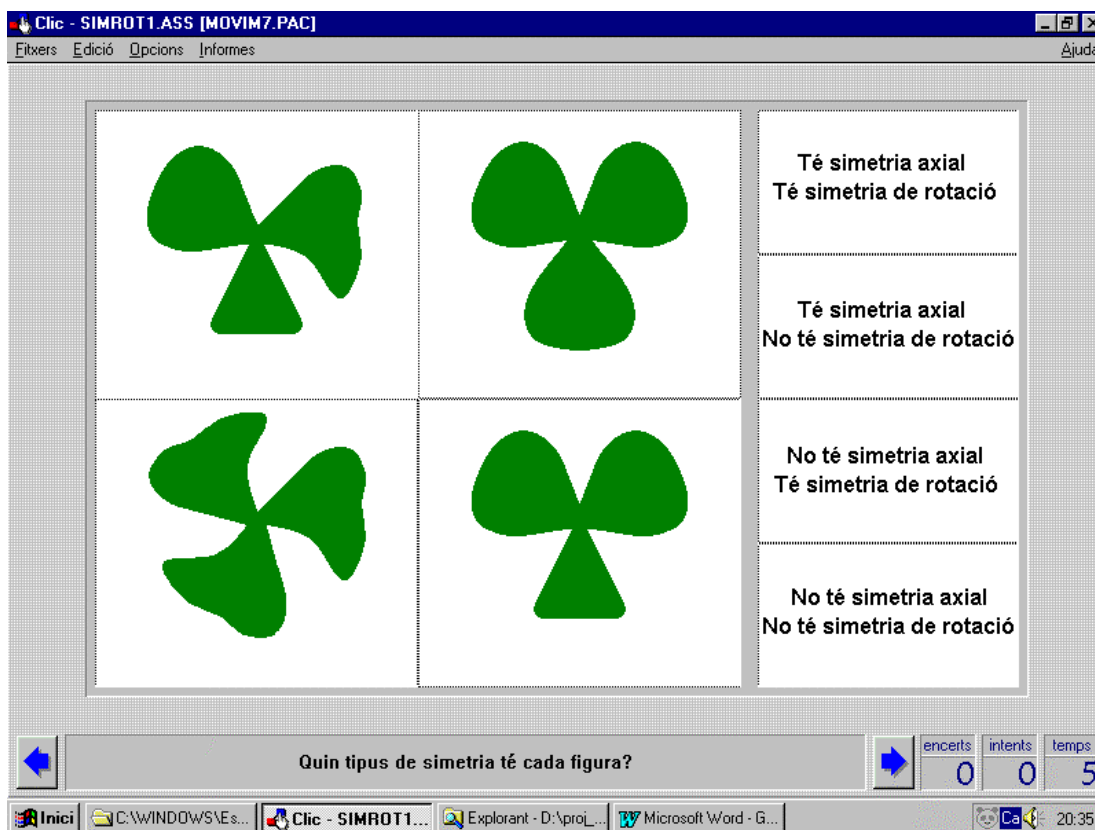 Clic - SIMROT1.ASS [MOVIM7.PAC]
Fitxers Edició Opcions Informes Ajuda
Té simetria axial
Té simetria de rotació
Té simetria axial
No té simetria de rotació
No té simetria axial
Té simetria de rotació
No té simetria axial
No té simetria de rotació
Quin tipus de simetria té cada figura?
encerts intents temps
0 0 5
Inici C:\WINDOWS\Es... Clic - SIMROT1... Explorant - D:\proj_... Microsoft Word - G... Ca 20:35